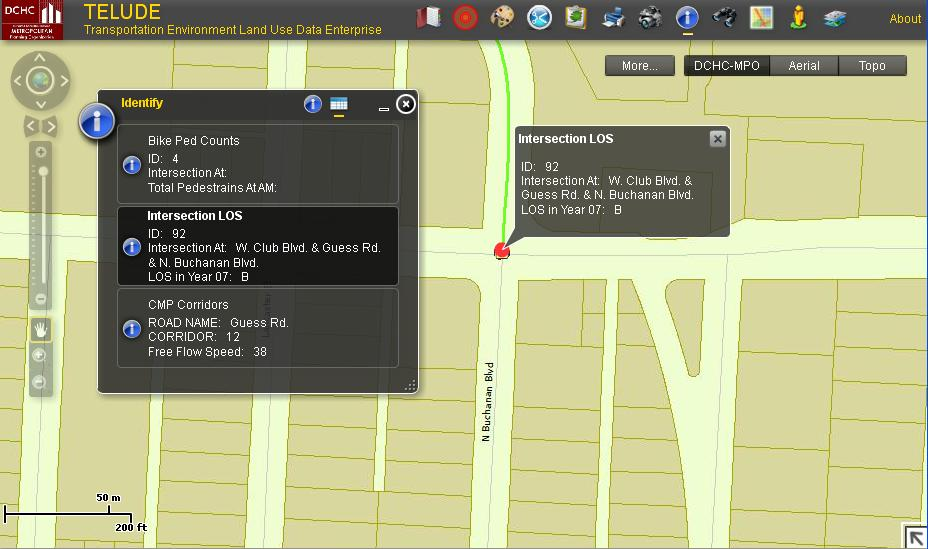 DCHC
METROPOLITAN
Planning Organization
TELUDE
Transportation Environment Land Use Data Enterprise
About
More...
DCHC-MPO
Aerial
Topo
Identify
Bike Ped Counts
ID: 4
Intersection At:
Total Pedestrains At AM:
Intersection LOS
ID: 92
Intersection At: W. Club Blvd. & Guess Rd.
& N. Buchanan Blvd.
LOS in Year 07: B
CMP Corridors
ROAD NAME: Guess Rd.
CORRIDOR: 12
Free Flow Speed: 38
Intersection LOS
ID: 92
Intersection At: W. Club Blvd. &
Guess Rd. & N. Buchanan Blvd.
LOS in Year 07: B
N Buchanan Blvd
50 m
200 ft